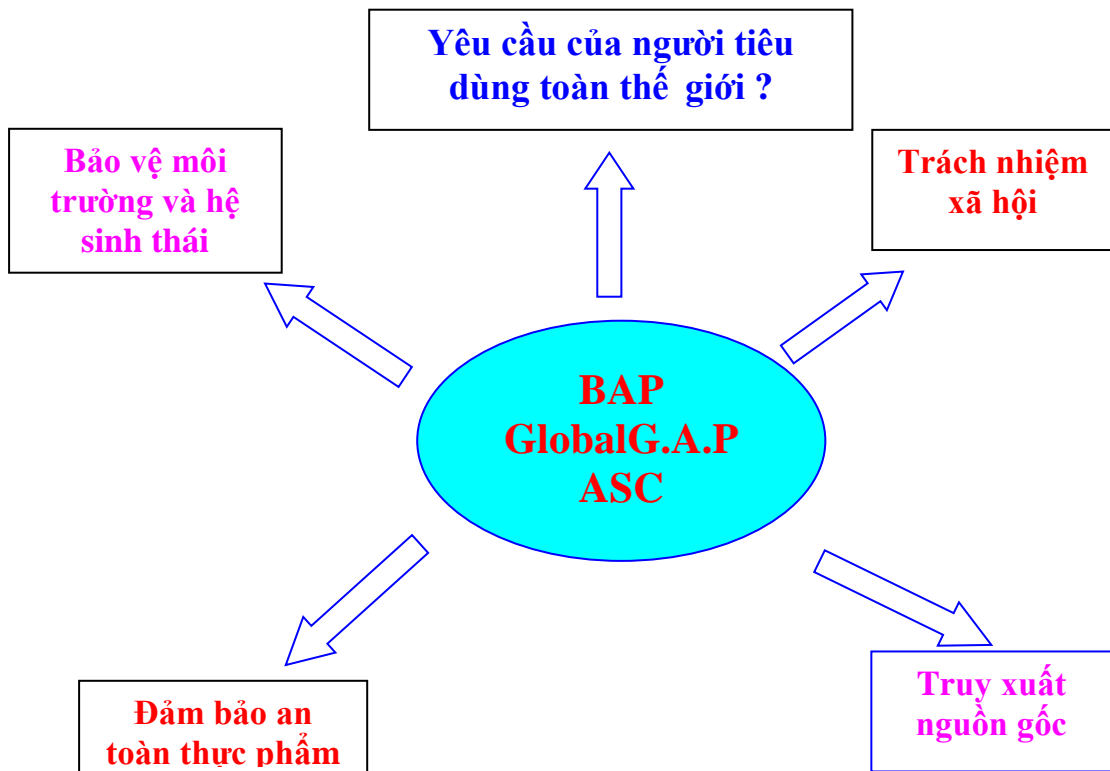 Yêu cầu của người tiêu
dùng toàn thế giới ?
Bảo vệ môi
trường và hệ
sinh thái
Trách nhiệm
xã hội
BAP
GlobalG.A.P
ASC
Đảm bảo an
toàn thực phẩm
Truy xuất
nguồn gốc